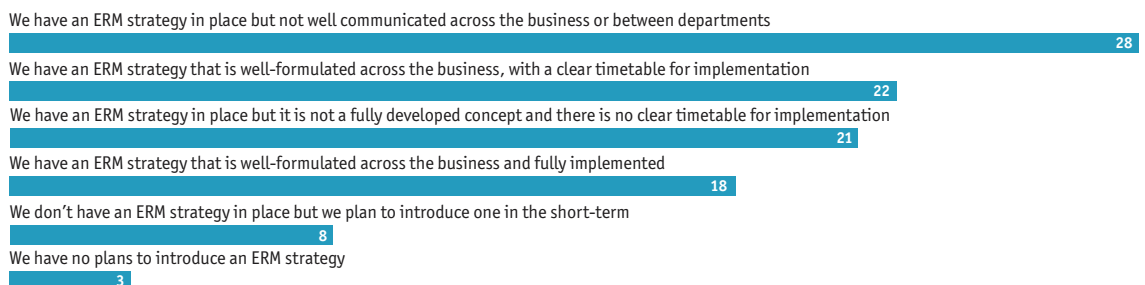 We have an ERM strategy in place but not well communicated across the business or between departments
28
We have an ERM strategy that is well-formulated across the business, with a clear timetable for implementation
22
We have an ERM strategy in place but it is not a fully developed concept and there is no clear timetable for implementation
21
We have an ERM strategy that is well-formulated across the business and fully implemented
18
We don’t have an ERM strategy in place but we plan to introduce one in the short-term
8
We have no plans to introduce an ERM strategy
3